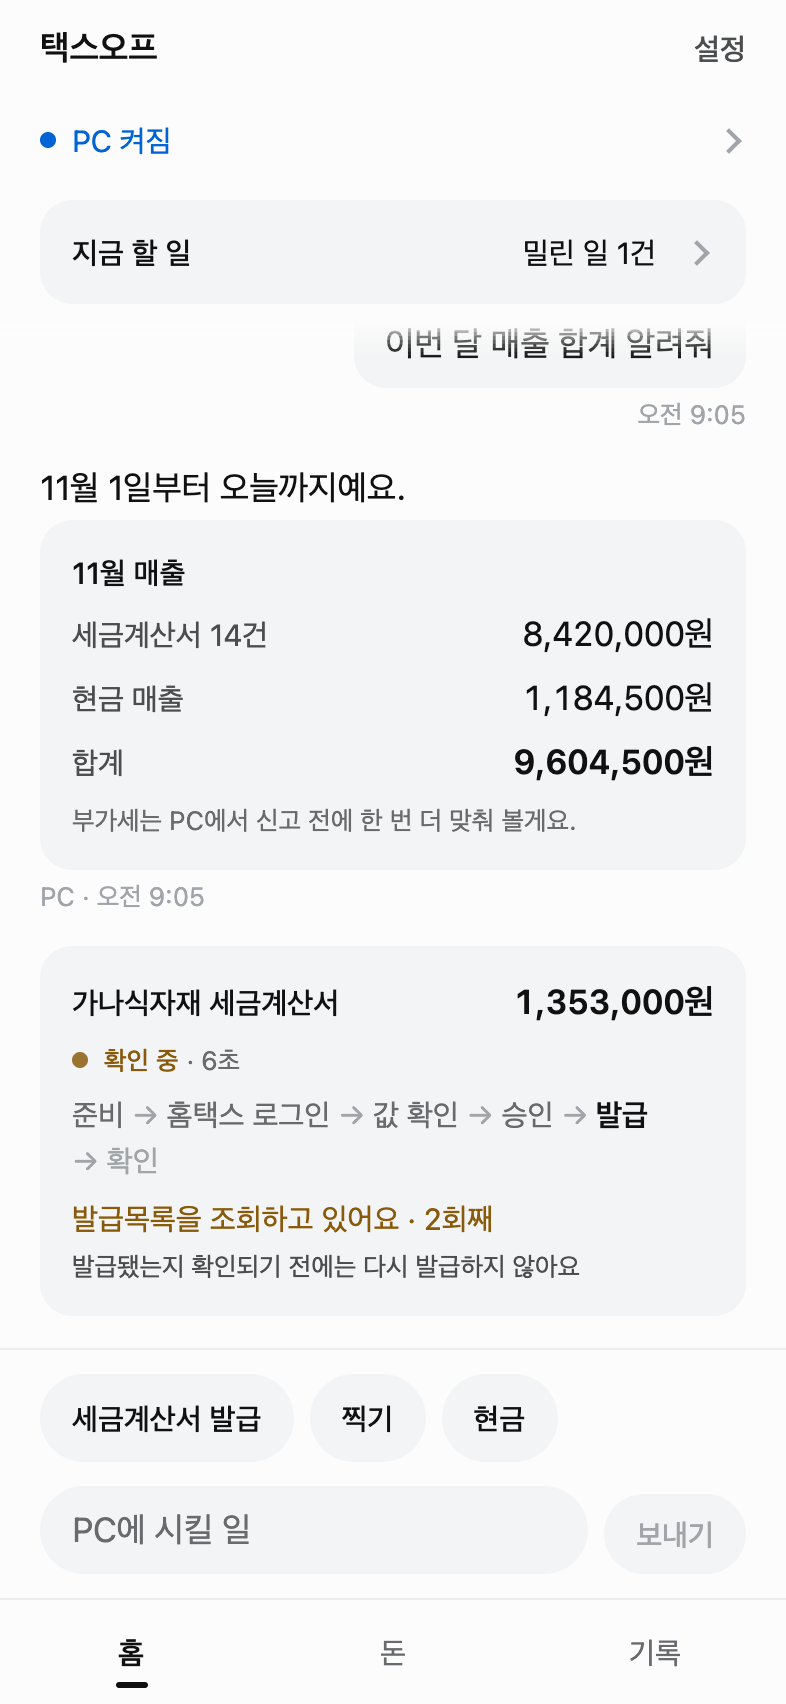 택스오프
설정
PC 켜짐
지금 할 일
밀린 일 1건
이번 달 매출 합계 알려줘
오전 9:05
11월 1일부터 오늘까지예요.
11월 매출
세금계산서 14건
8,420,000원
현금 매출
1,184,500원
합계
9,604,500원
부가세는 PC에서 신고 전에 한 번 더 맞춰 볼게요.
PC · 오전 9:05
가나식자재 세금계산서
1,353,000원
확인 중 · 6초
준비 → 홈택스 로그인 → 값 확인 → 승인 → 발급
→ 확인
발급목록을 조회하고 있어요 · 2회째
발급됐는지 확인되기 전에는 다시 발급하지 않아요
세금계산서 발급
찍기
현금
PC에 시킬 일
보내기
홈
돈
기록